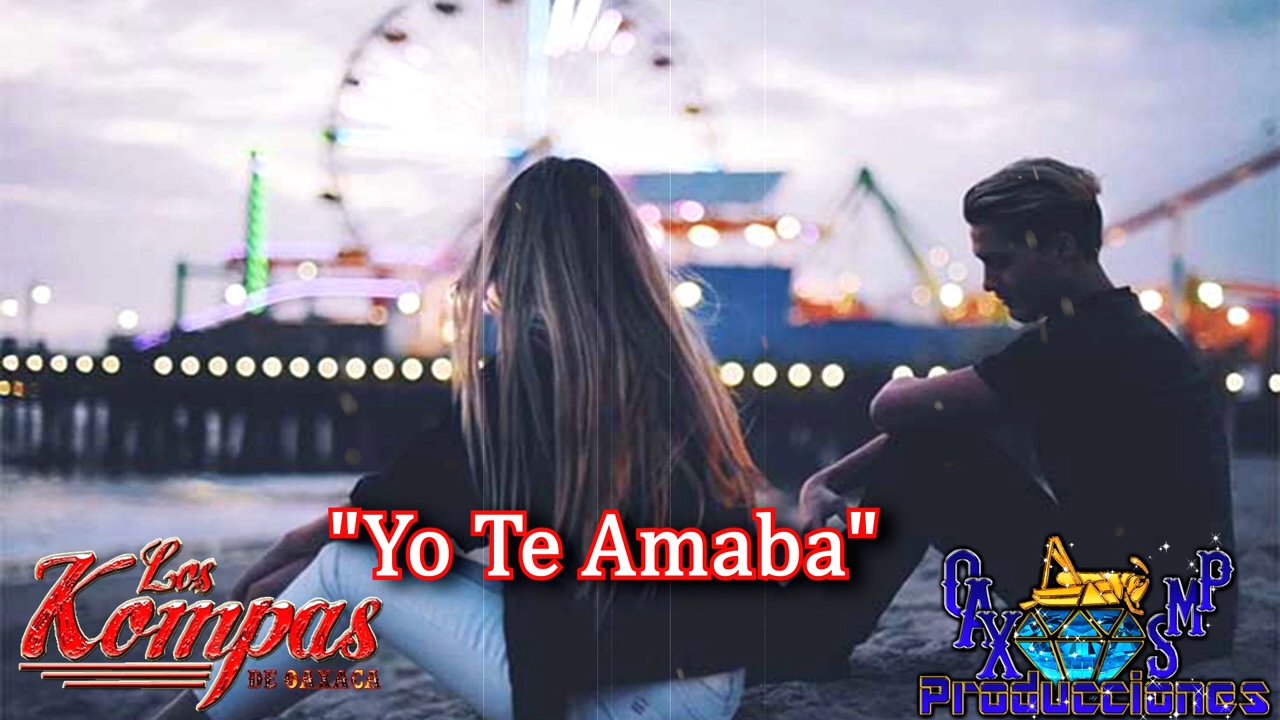 "Yo Te Amaba"
Los
Kompas
DE OAXACA
OAX SMP
Producciones